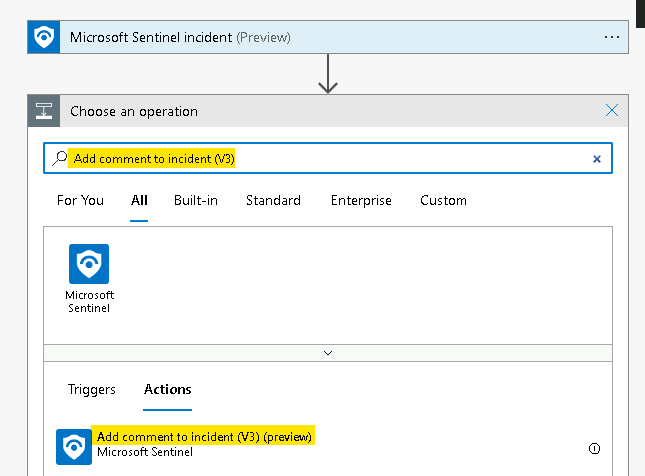 Microsoft Sentinel incident (Preview)
Choose an operation
Add comment to incident (V3)
For You All Built-in Standard Enterprise Custom
Microsoft
Sentinel
Triggers Actions
Add comment to incident (V3) (preview)
Microsoft Sentinel